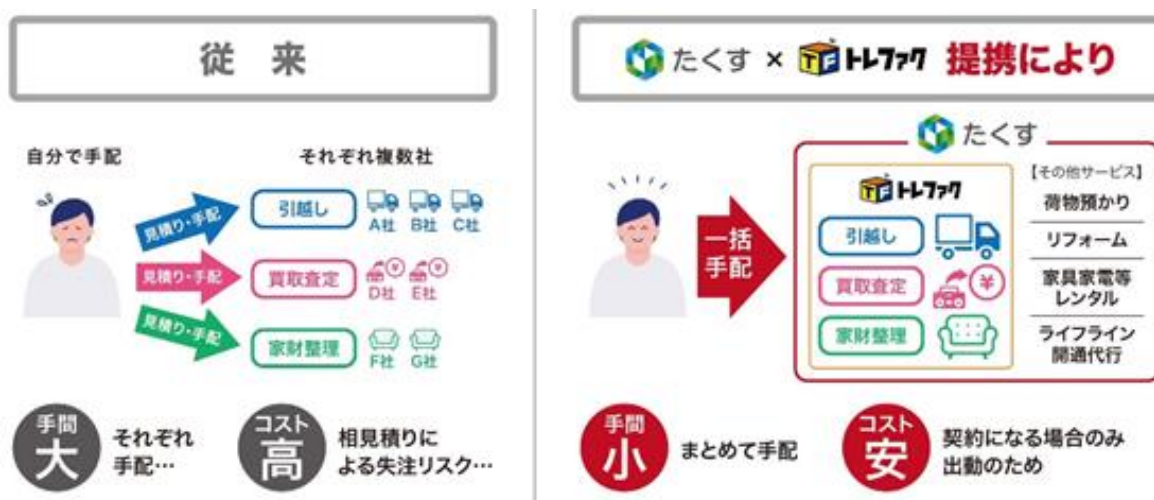 従来
自分で手配
それぞれ複数社
見積り・手配
引越し
A社 B社 C社
見積り・手配
買取査定
D社 E社
見積り・手配
家財整理
F社 G社
手間
大
それぞれ
手配…
コスト
高
相見積りに
よる失注リスク…
たくす × TFトレファク 提携により
たくす
一括
手配
TFトレファク
引越し
買取査定
家財整理
【その他サービス】
荷物預かり
リフォーム
家具家電等
レンタル
ライフライン
開通代行
手間
小
まとめて手配
コスト
安
契約になる場合のみ
出動のため